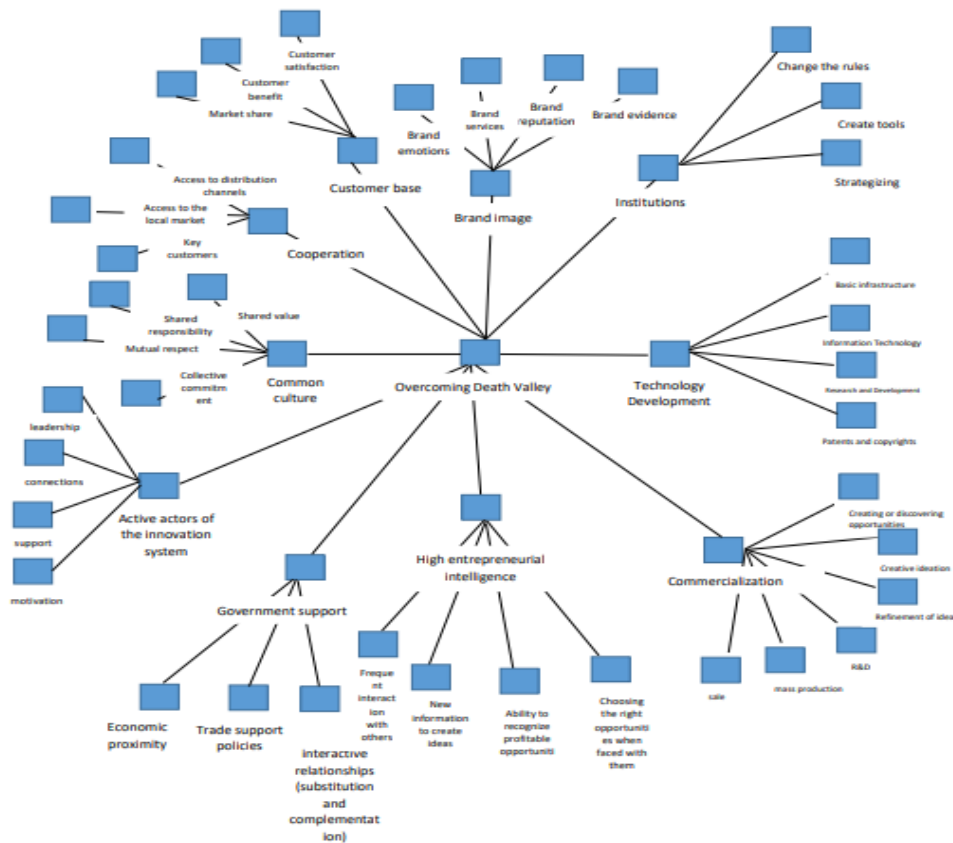 Customer
satisfaction
Customer
benefit
Market share
Customer base
Brand
emotions
Brand
services
Brand
reputation
Brand evidence
Brand image
Change the rules
Create tools
Strategizing
Institutions
Access to distribution
channels
Access to the
local market
Key
customers
Cooperation
Shared value
Shared
responsibility
Mutual respect
Collective
commitm
ent
Common
culture
Overcoming Death Valley
Technology
Development
Basic infrastructure
Information Technology
Research and Development
Patents and copyrights
leadership
connections
support
motivation
Active actors of
the innovation
system
Government support
Economic
proximity
Trade support
policies
Interactive
relationships
(substitution
and
complementat
ion)
High entrepreneurial
intelligence
Freque
nt
interact
ion with
others
New
information
to create
ideas
Ability to
recognize
profitable
opportuniti
Choosing
the right
opportuniti
es when
faced with
them
Commercialization
Creating or discovering
opportunities
Creative ideation
Refinement of idea
R&D
mass production
sale